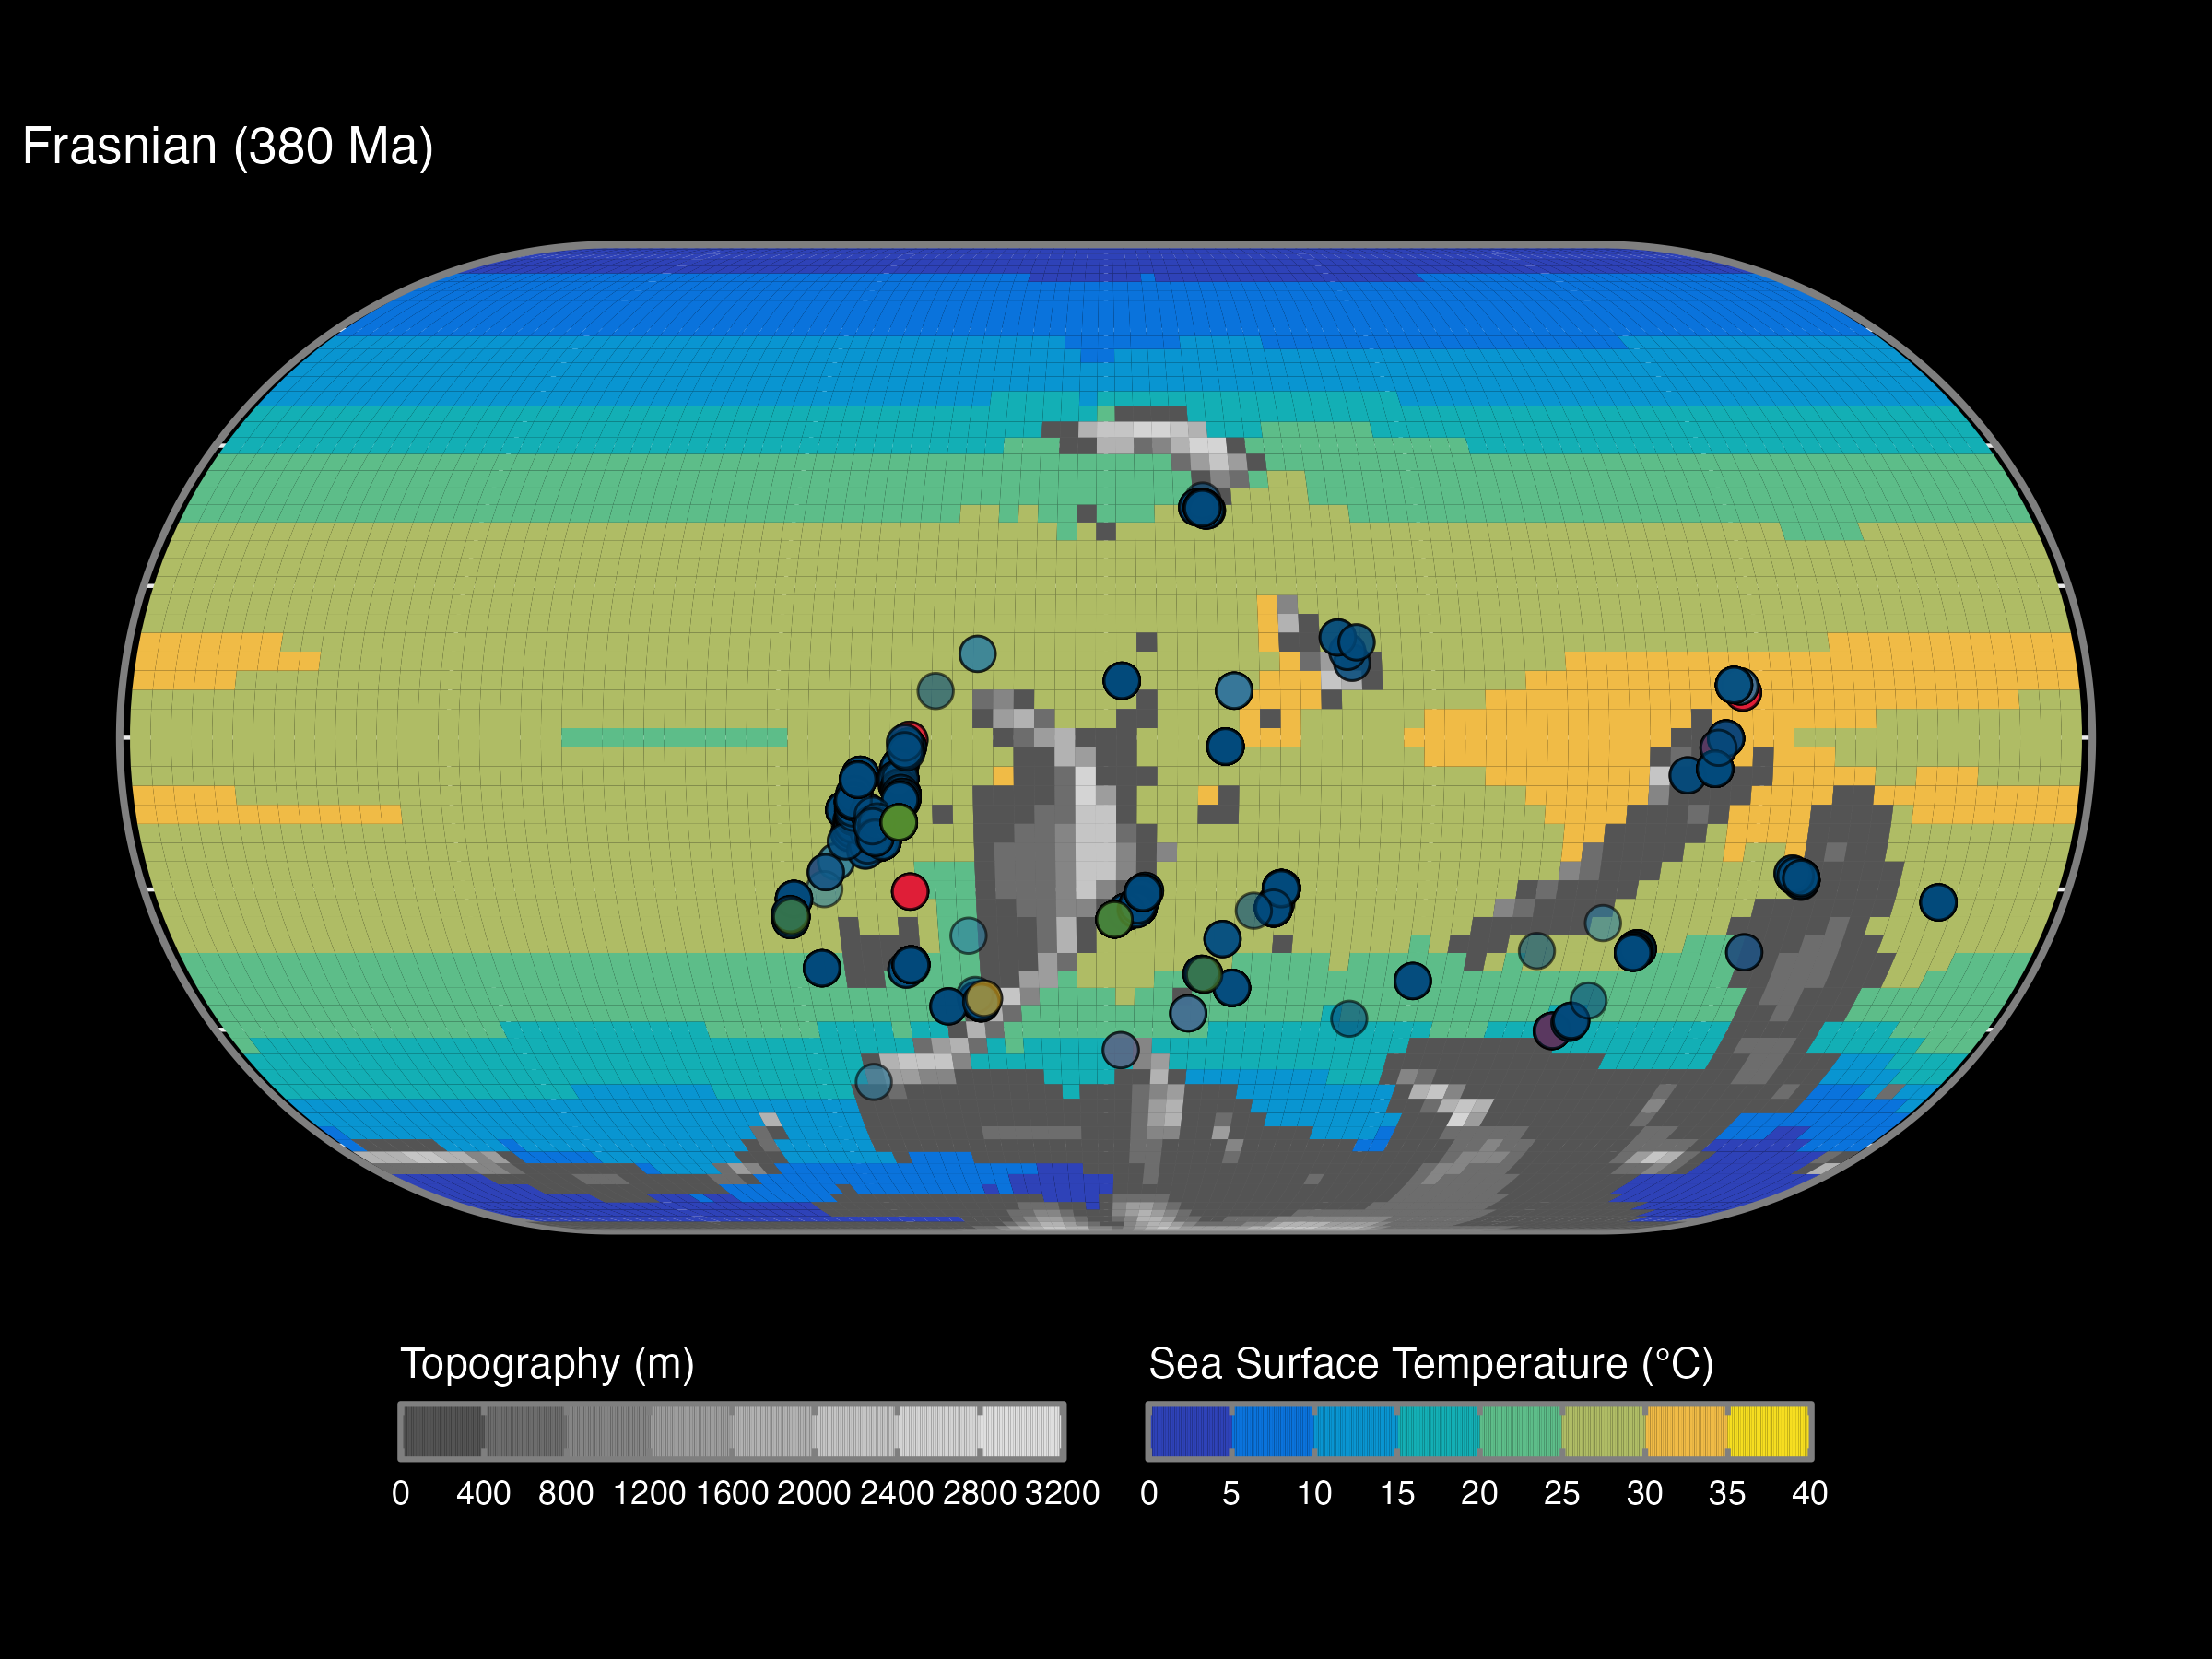 Frasnian (380 Ma)
Topography (m)
0 400 800 1200 1600 2000 2400 2800 3200
Sea Surface Temperature (°C)
0 5 10 15 20 25 30 35 40